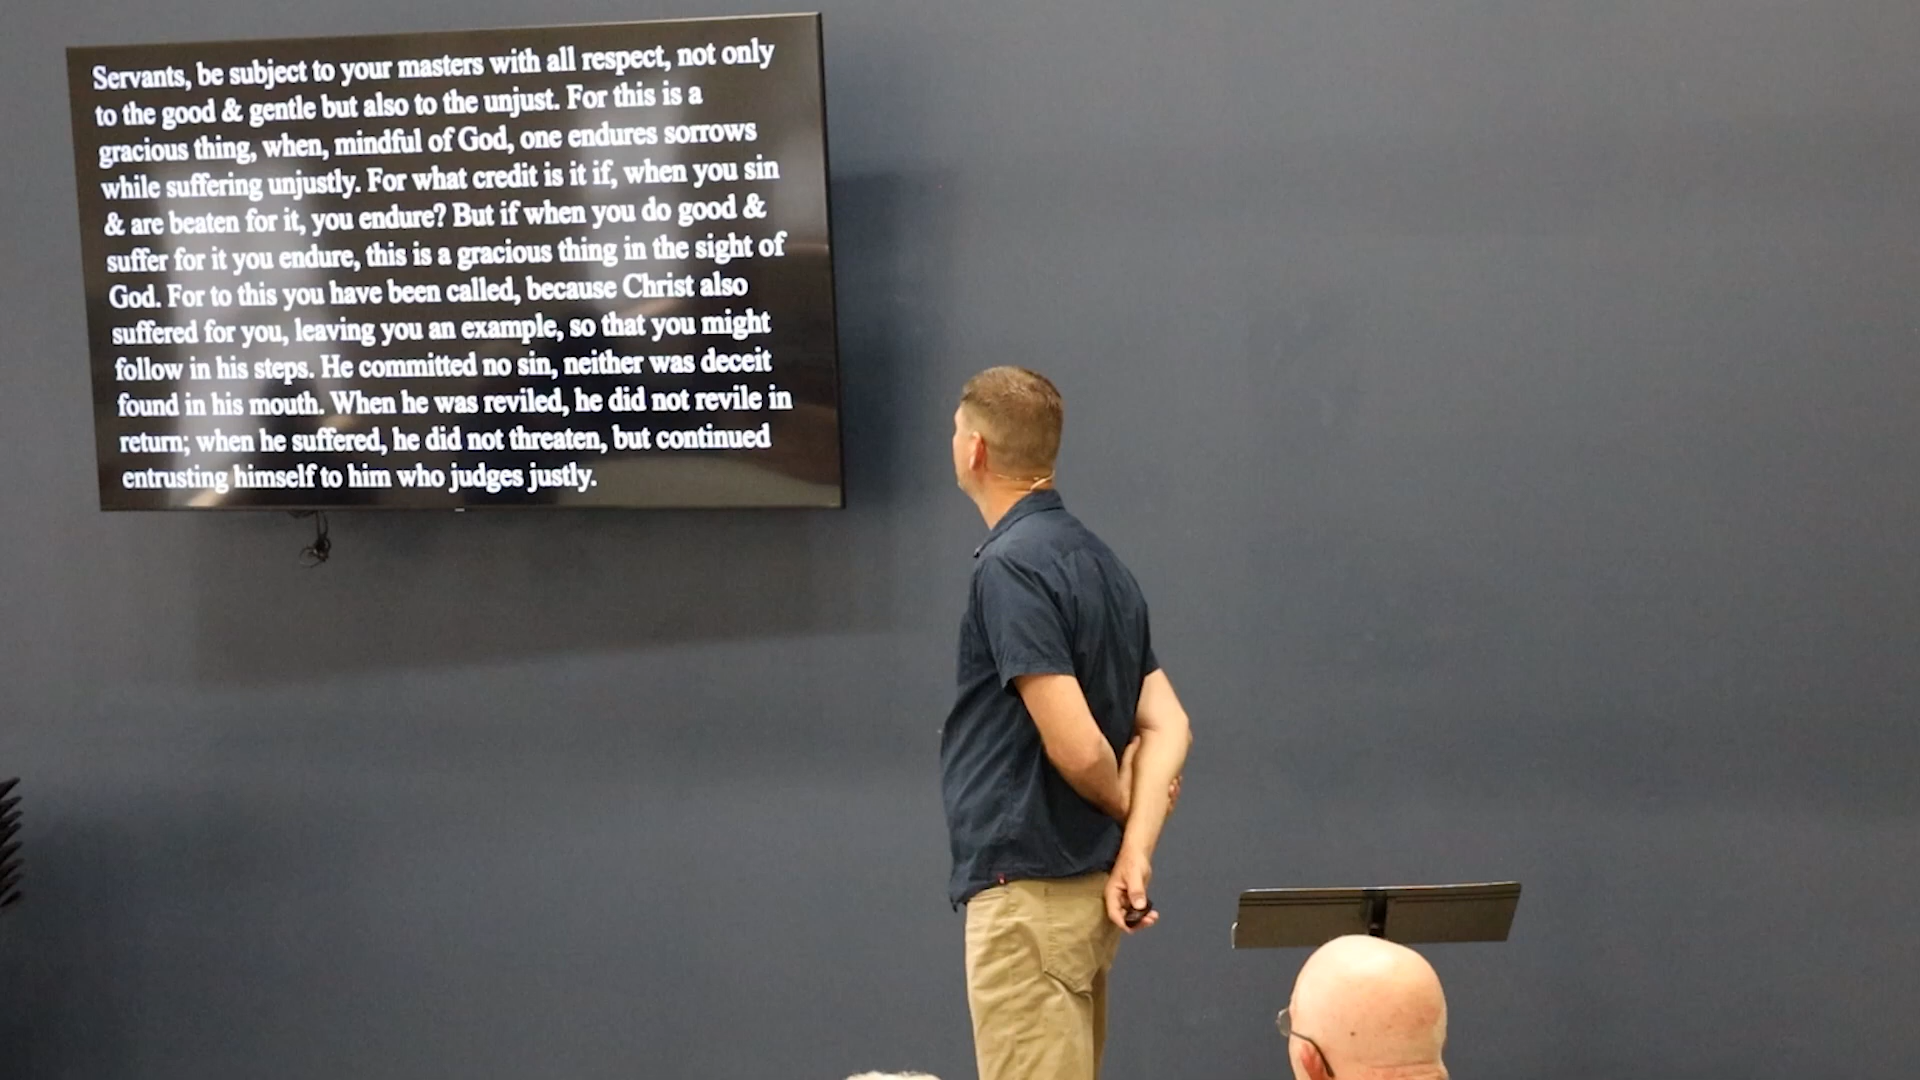 Servants, be subject to your masters with all respect, not only
to the good & gentle but also to the unjust. For this is a
gracious thing, when, mindful of God, one endures sorrows
while suffering unjustly. For what credit is it if, when you sin
& are beaten for it, you endure? But if when you do good &
suffer for it you endure, this is a gracious thing in the sight of
God. For to this you have been called, because Christ also
suffered for you, leaving you an example, so that you might
follow in his steps. He committed no sin, neither was deceit
found in his mouth. When he was reviled, he did not revile in
return; when he suffered, he did not threaten, but continued
entrusting himself to him who judges justly.